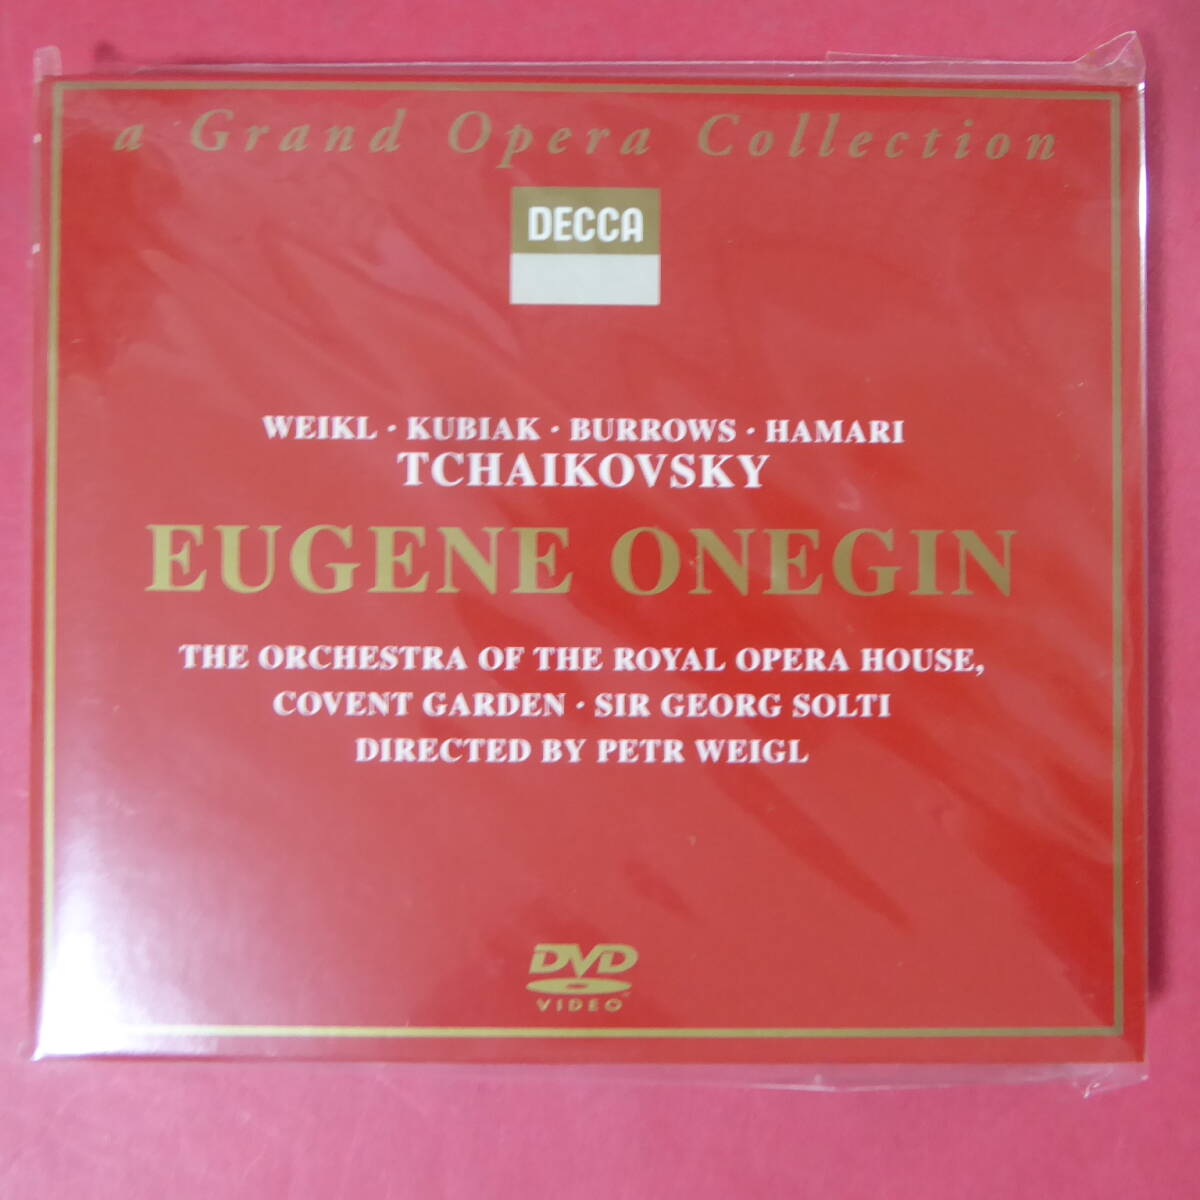 a Grand Opera Collection
DECCA
WEIKL · KUBIAK · BURROWS · HAMARI
TCHAIKOVSKY
EUGENE ONEGIN
THE ORCHESTRA OF THE ROYAL OPERA HOUSE,
COVENT GARDEN · SIR GEORG SOLTI
DIRECTED BY PETR WEIGL
DVD
VIDEO